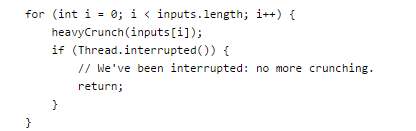 for (int i = 0; i < inputs.length; i++) {
    heavyCrunch(inputs[i]);
    if (Thread.interrupted()) {
        // We've been interrupted: no more crunching.
        return;
    }
}